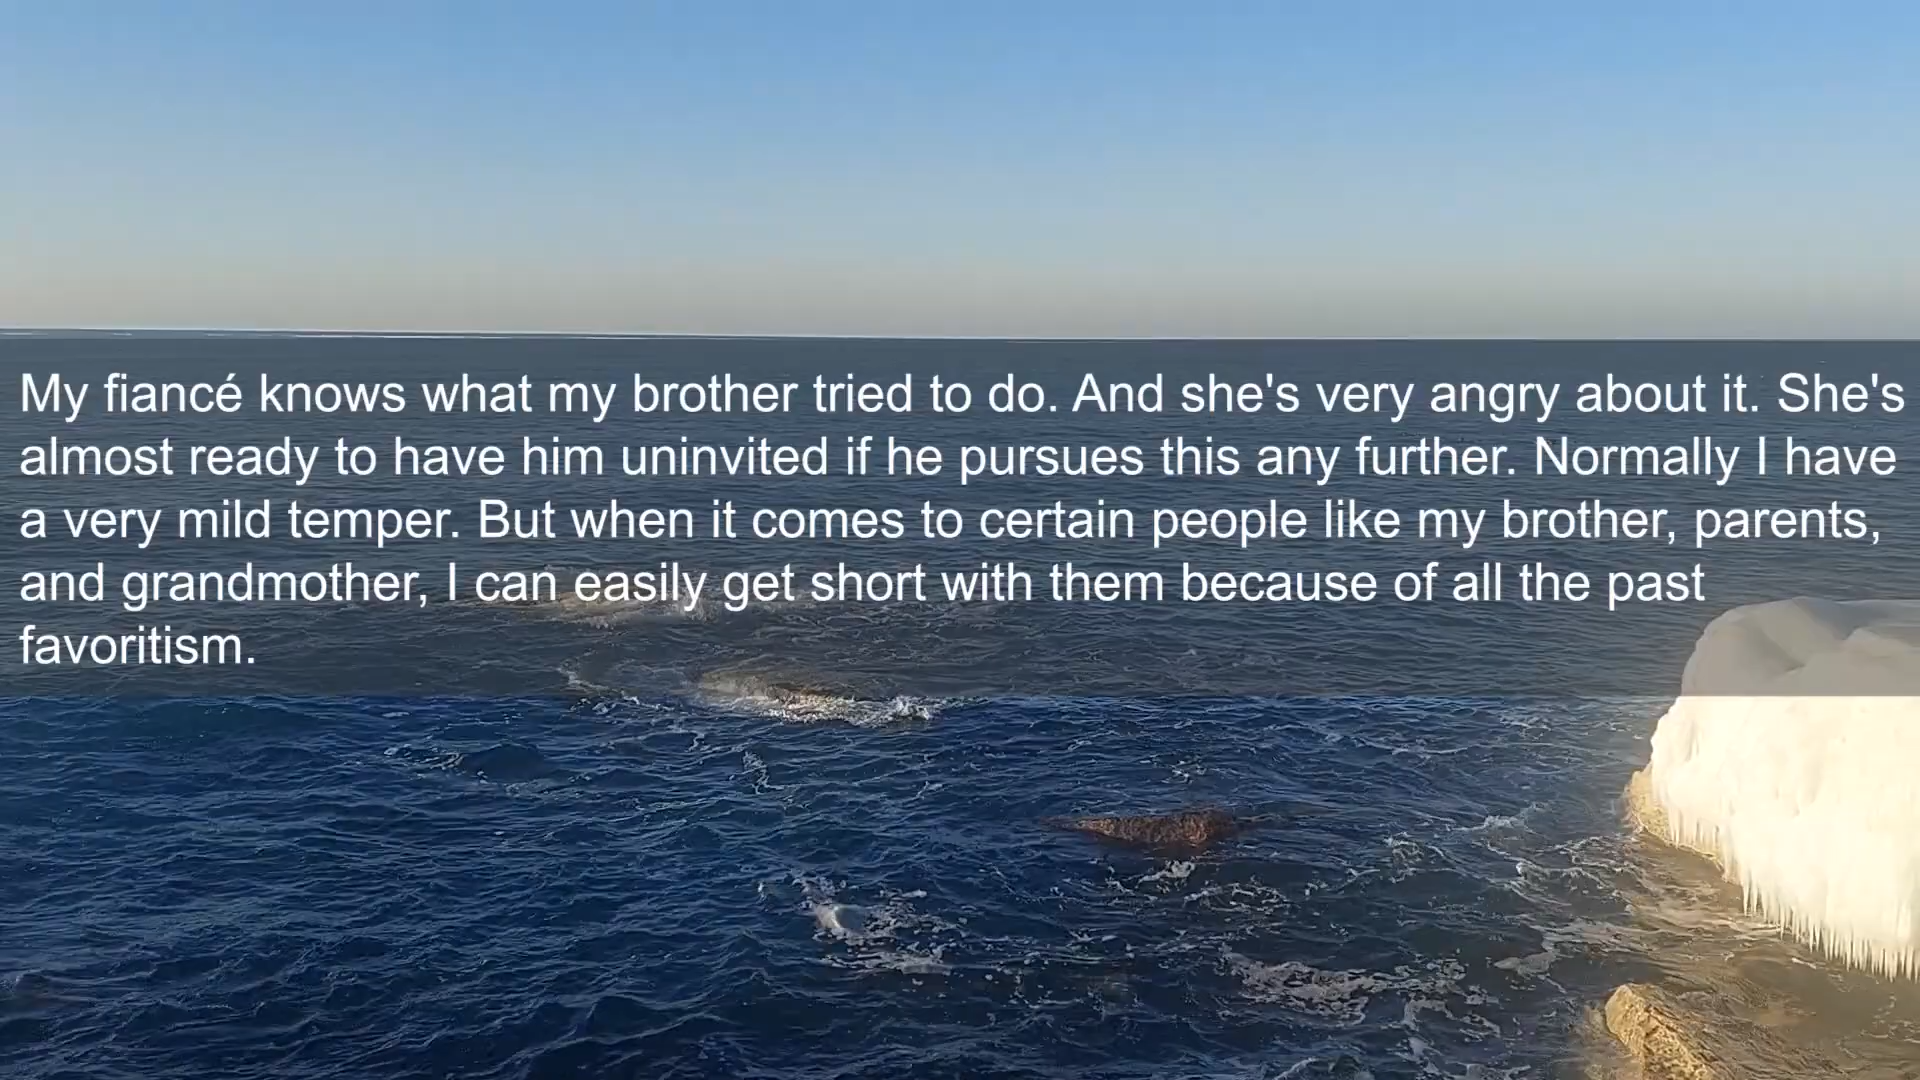 My fiancé knows what my brother tried to do. And she's very angry about it. She's
almost ready to have him uninvited if he pursues this any further. Normally I have
a very mild temper. But when it comes to certain people like my brother, parents,
and grandmother, I can easily get short with them because of all the past
favoritism.